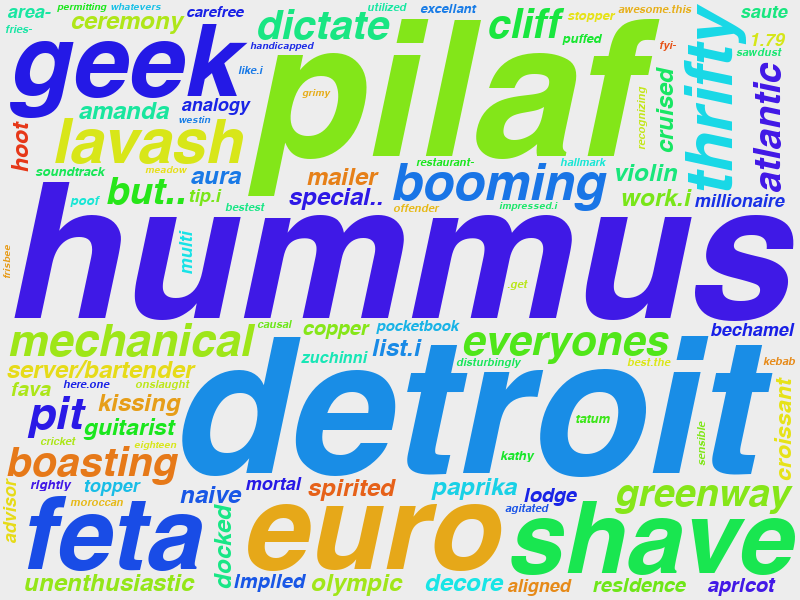 area-
permitting
whatevers
carefree
utilized
excellant
stopper
awesome.this
saute
fries-
ceremony
dictate
cliff
puffed
1.79
geek
handicapped
pilaf
fyi-
thrifty
sawdust
like.i
grimy
recognizing
cruised
atlantic
amanda
analogy
westin
hoot
lavash
soundtrack
meadow
aura
mailer
restaurant-
hallmark
violin
poof
but..
tip.i
bestest
special..
booming
offender
impressed.i
work.i
millionaire
frisbee
multi
hummus
.get
mechanical
causal
copper
pocketbook
everyones
bechamel
zuchinni
list.i
disturbingly
best.the
kebab
server/bartender
fava
here.one
onslaught
detroit
croissant
pit
kissing
guitarist
tatum
sensible
cricket
eighteen
kathy
boasting
advisor
rightly
topper
moroccan
naive
mortal
spirited
paprika
agitated
lodge
greenway
feta
docked
euro
shave
unenthusiastic
implied
olympic
decore
aligned
residence
apricot